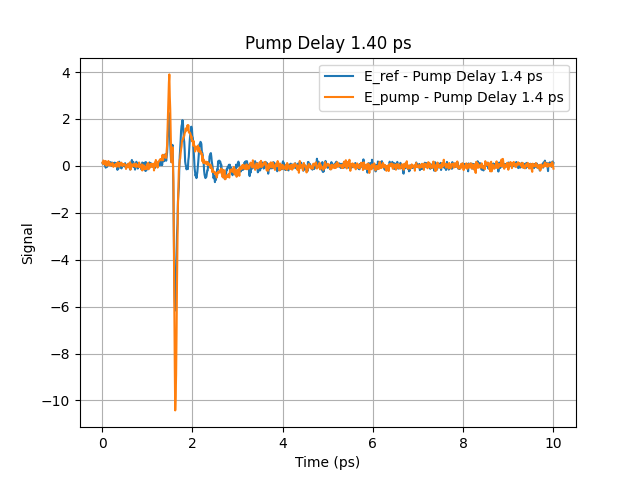 Pump Delay 1.40 ps
E_ref - Pump Delay 1.4 ps
E_pump - Pump Delay 1.4 ps
4
2
0
−2
−4
−6
−8
−10
Signal
0 2 4 6 8 10
Time (ps)